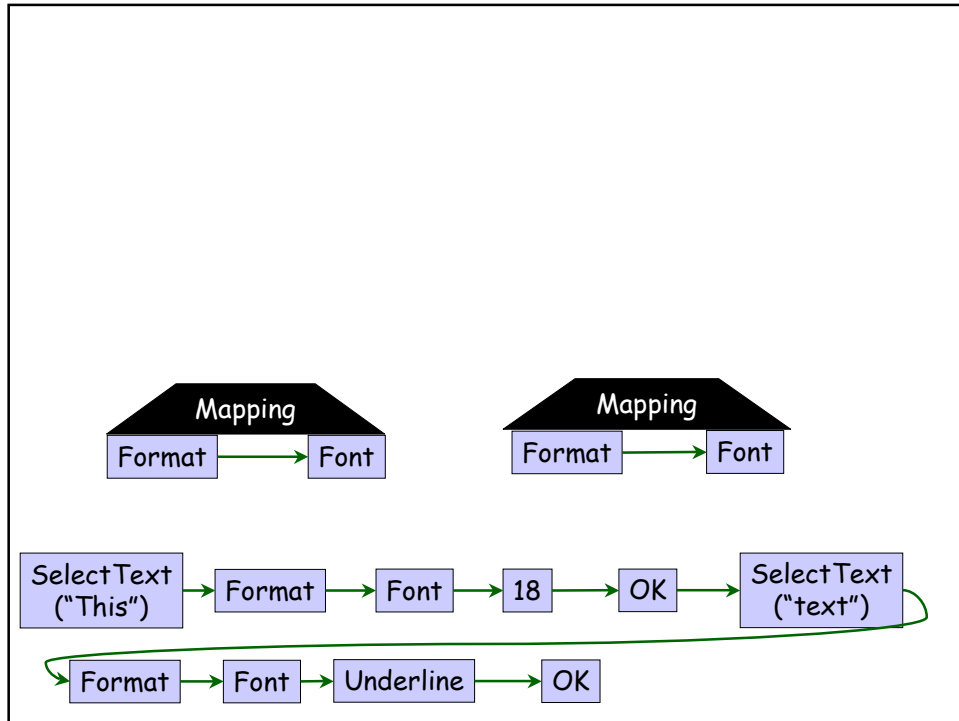 Mapping
Mapping
Format
Font
Format
Font
SelectText
(“This”)
Format
Font
18
OK
SelectText
(“text”)
Format
Font
Underline
OK